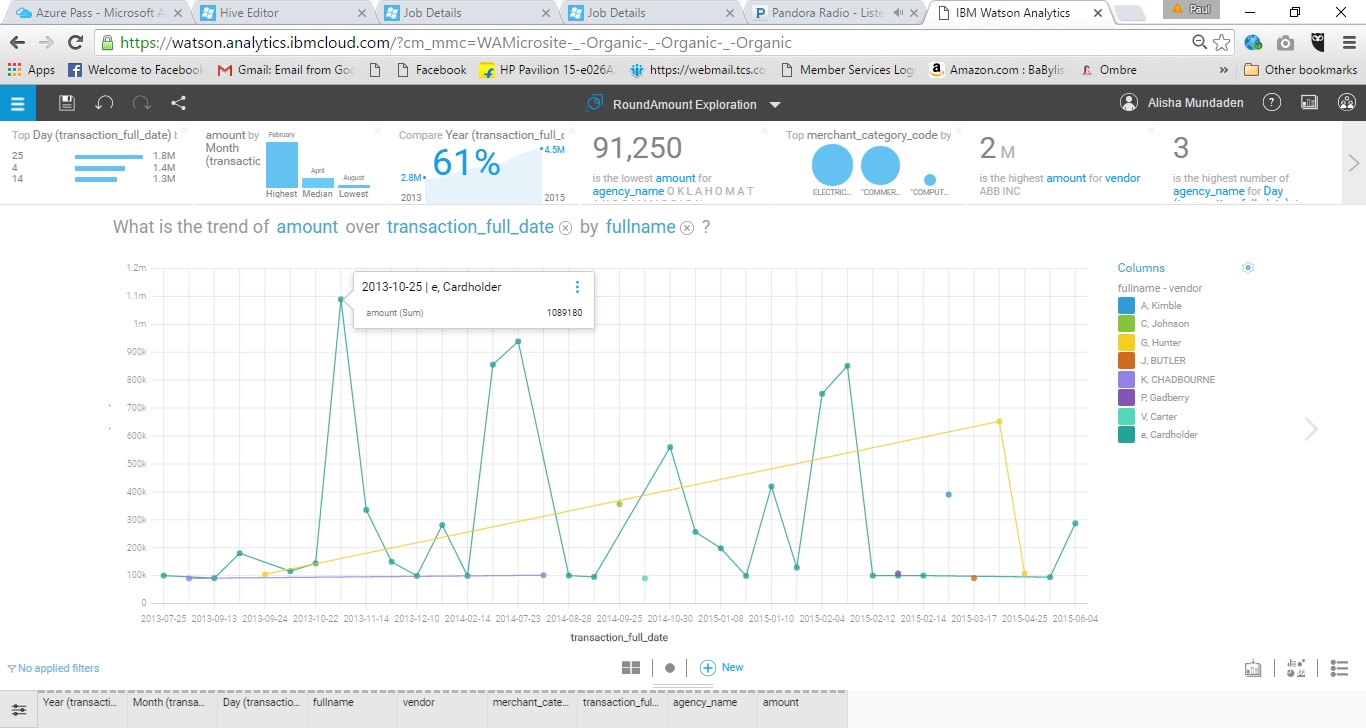 Azure Pass - Microsoft A
Hive Editor
Job Details
Job Details
Pandora Radio - Liste
IBM Watson Analytics
Paul
https://watson.analytics.ibmcloud.com/?cm_mmc=WAMicrosite-_-Organic-_-Organic-_-Organic
Apps
Welcome to Facebook
Gmail: Email from Goo
Facebook
HP Pavilion 15-e026A
https://webmail.tcs.co
Member Services Log
Amazon.com : BaByliss
Ombre
»
Other bookmarks
RoundAmount Exploration
Alisha Mundaden
Top Day (transaction_full_date) b
25 1.8M
4 1.4M
14 1.3M
amount by
Month
(transactic
February
April
August
Highest Median Lowest
Compare Year (transaction_full_c
61%
2.8M
4.5M
2013
2015
91,250
is the lowest amount for
agency_name OKLAHOMA T
Top merchant_category_code by
ELECTRIC...
"COMMER...
"COMPUT...
2 M
is the highest amount for vendor
ABB INC
3
is the highest number of
agency_name for Day
What is the trend of amount over transaction_full_date by fullname ?
1.2m
1.1m
1m
900k
800k
700k
600k
500k
400k
300k
200k
100k
0
2013-10-25 | e, Cardholder
amount (Sum) 1089180
2013-07-25 2013-09-13 2013-09-24 2013-10-22 2013-11-14 2013-12-10 2014-02-14 2014-07-23 2014-08-28 2014-09-25 2014-10-30 2015-01-08 2015-01-10 2015-02-04 2015-02-06 2015-02-14 2015-03-17 2015-04-25 2015-06-04
transaction_full_date
Columns
fullname - vendor
A, Kimble
C, Johnson
G, Hunter
J, BUTLER
K, CHADBOURNE
P, Gadberry
V, Carter
e, Cardholder
No applied filters
New
Year (transacti...
Month (transa...
Day (transactio...
fullname
vendor
merchant_cate...
transaction_ful...
agency_name
amount